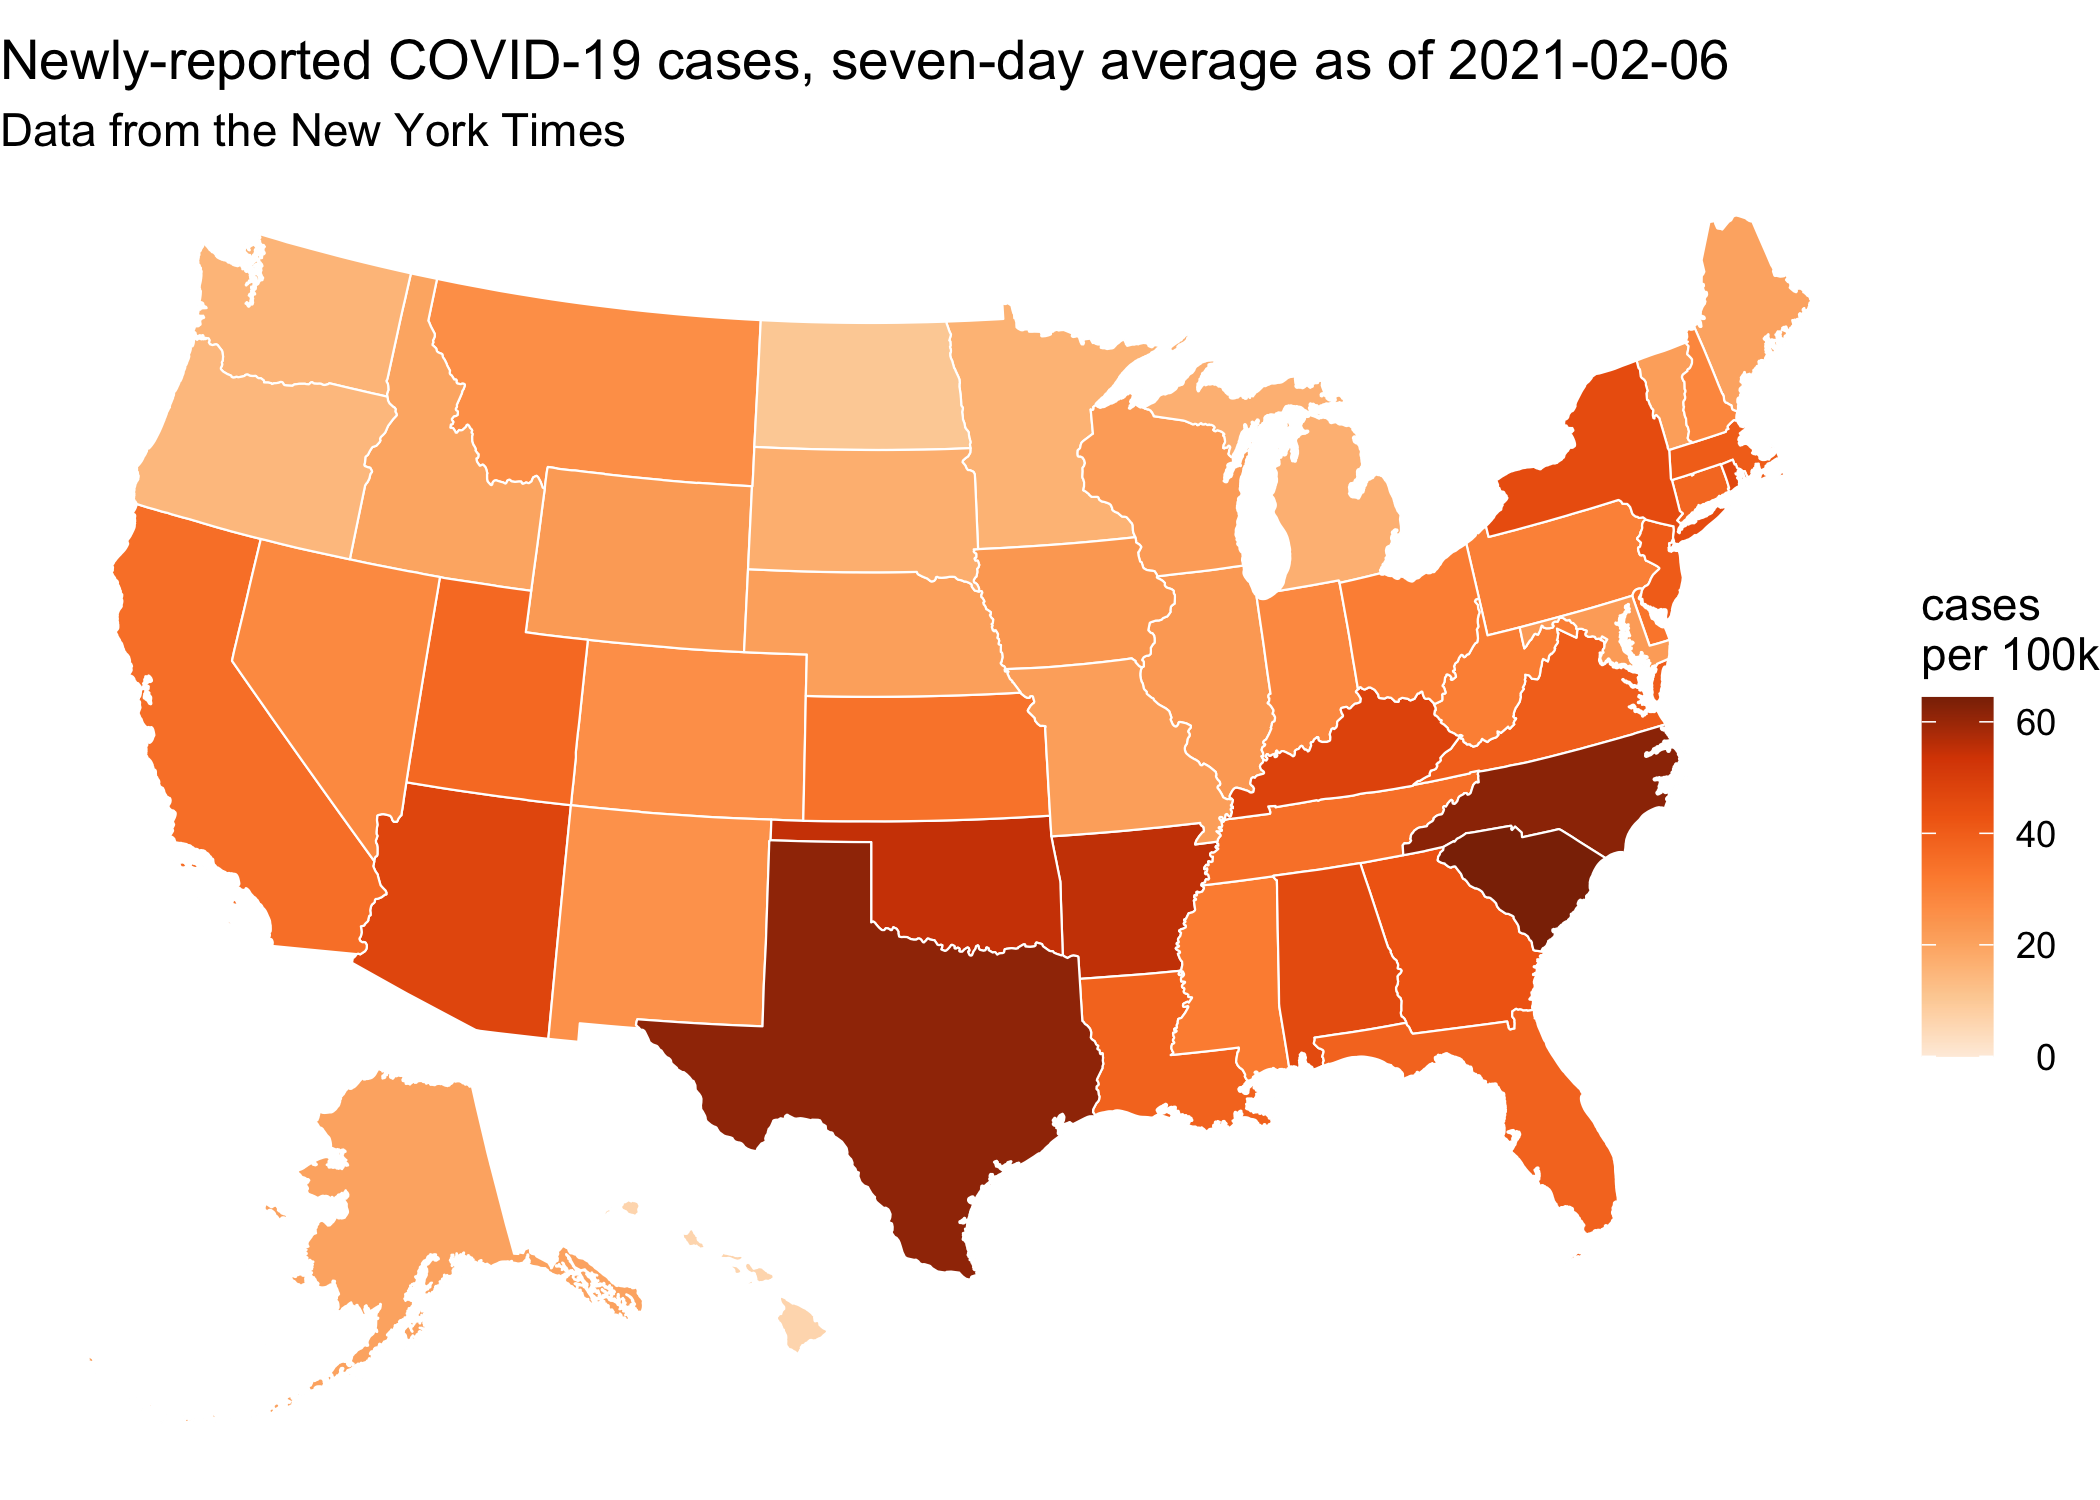 Newly-reported COVID-19 cases, seven-day average as of 2021-02-06
Data from the New York Times
cases
per 100k
60
40
20
0